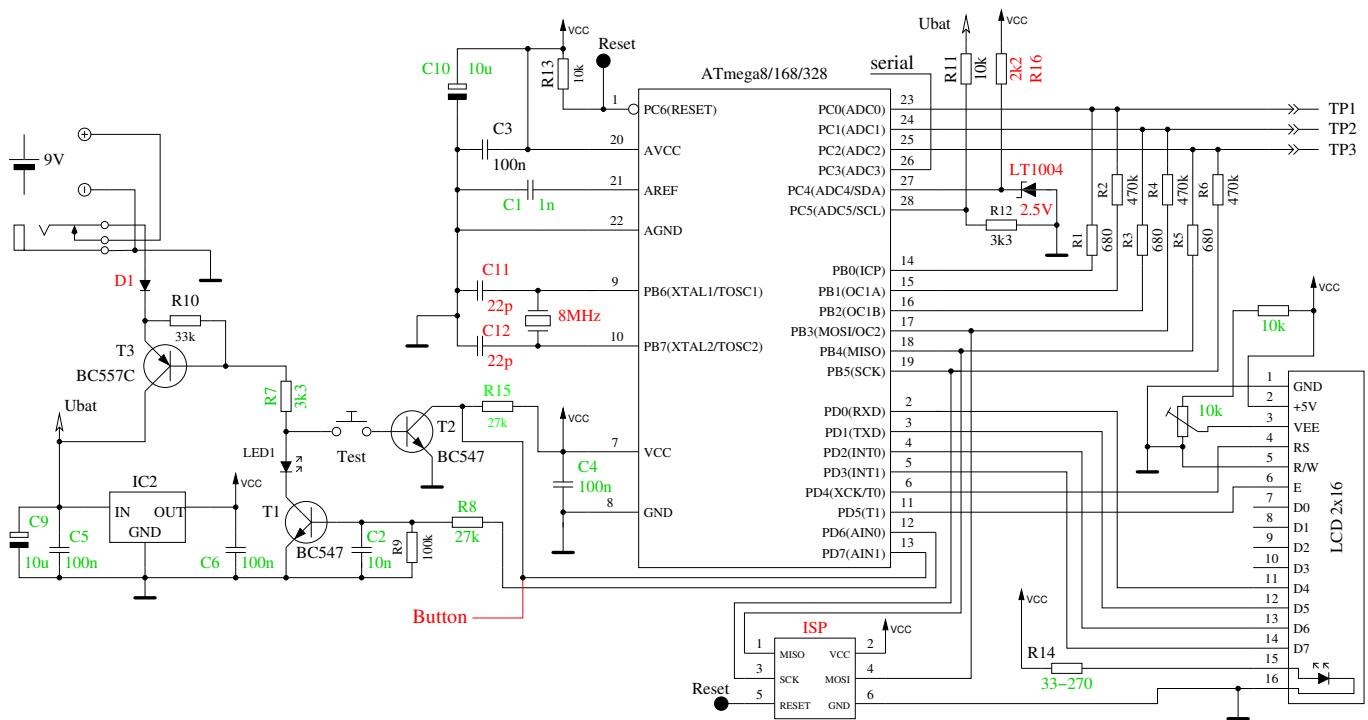 Ubat
VCC
VCC
Reset
C10
10u
R13
10k
ATmega8/168/328
serial
R11
10k
2k2
R16
1
PC6(RESET)
PC0(ADC0)
23
TP1
PC1(ADC1)
24
TP2
PC2(ADC2)
25
TP3
PC3(ADC3)
26
C3
100n
20
AVCC
9V
+
−
C1
1n
21
AREF
PC4(ADC4/SDA)
27
LT1004
2.5V
PC5(ADC5/SCL)
28
R12
3k3
22
AGND
R2
470k
R4
470k
R6
470k
R1
680
R3
680
R5
680
D1
R10
33k
T3
BC557C
C11
22p
8MHz
C12
22p
9
PB6(XTAL1/TOSC1)
10
PB7(XTAL2/TOSC2)
PB0(ICP)
14
PB1(OC1A)
15
PB2(OC1B)
16
PB3(MOSI/OC2)
17
PB4(MISO)
18
PB5(SCK)
19
VCC
10k
10k
R7
3k3
Ubat
R15
27k
T2
BC547
Test
VCC
7
VCC
C4
100n
8
GND
PD0(RXD)
2
PD1(TXD)
3
PD2(INT0)
4
PD3(INT1)
5
PD4(XCK/T0)
6
PD5(T1)
11
PD6(AIN0)
12
PD7(AIN1)
13
LED1
IC2
IN
OUT
GND
VCC
T1
BC547
R8
27k
C9
10u
C5
100n
C6
100n
C2
10n
R9
100k
Button
1
GND
2
+5V
3
VEE
4
RS
5
R/W
6
E
7
D0
8
D1
9
D2
10
D3
11
D4
12
D5
13
D6
14
D7
15
16
LCD 2x16
VCC
R14
33−270
ISP
VCC
1
MISO
VCC
2
3
SCK
MOSI
4
Reset
5
RESET
GND
6